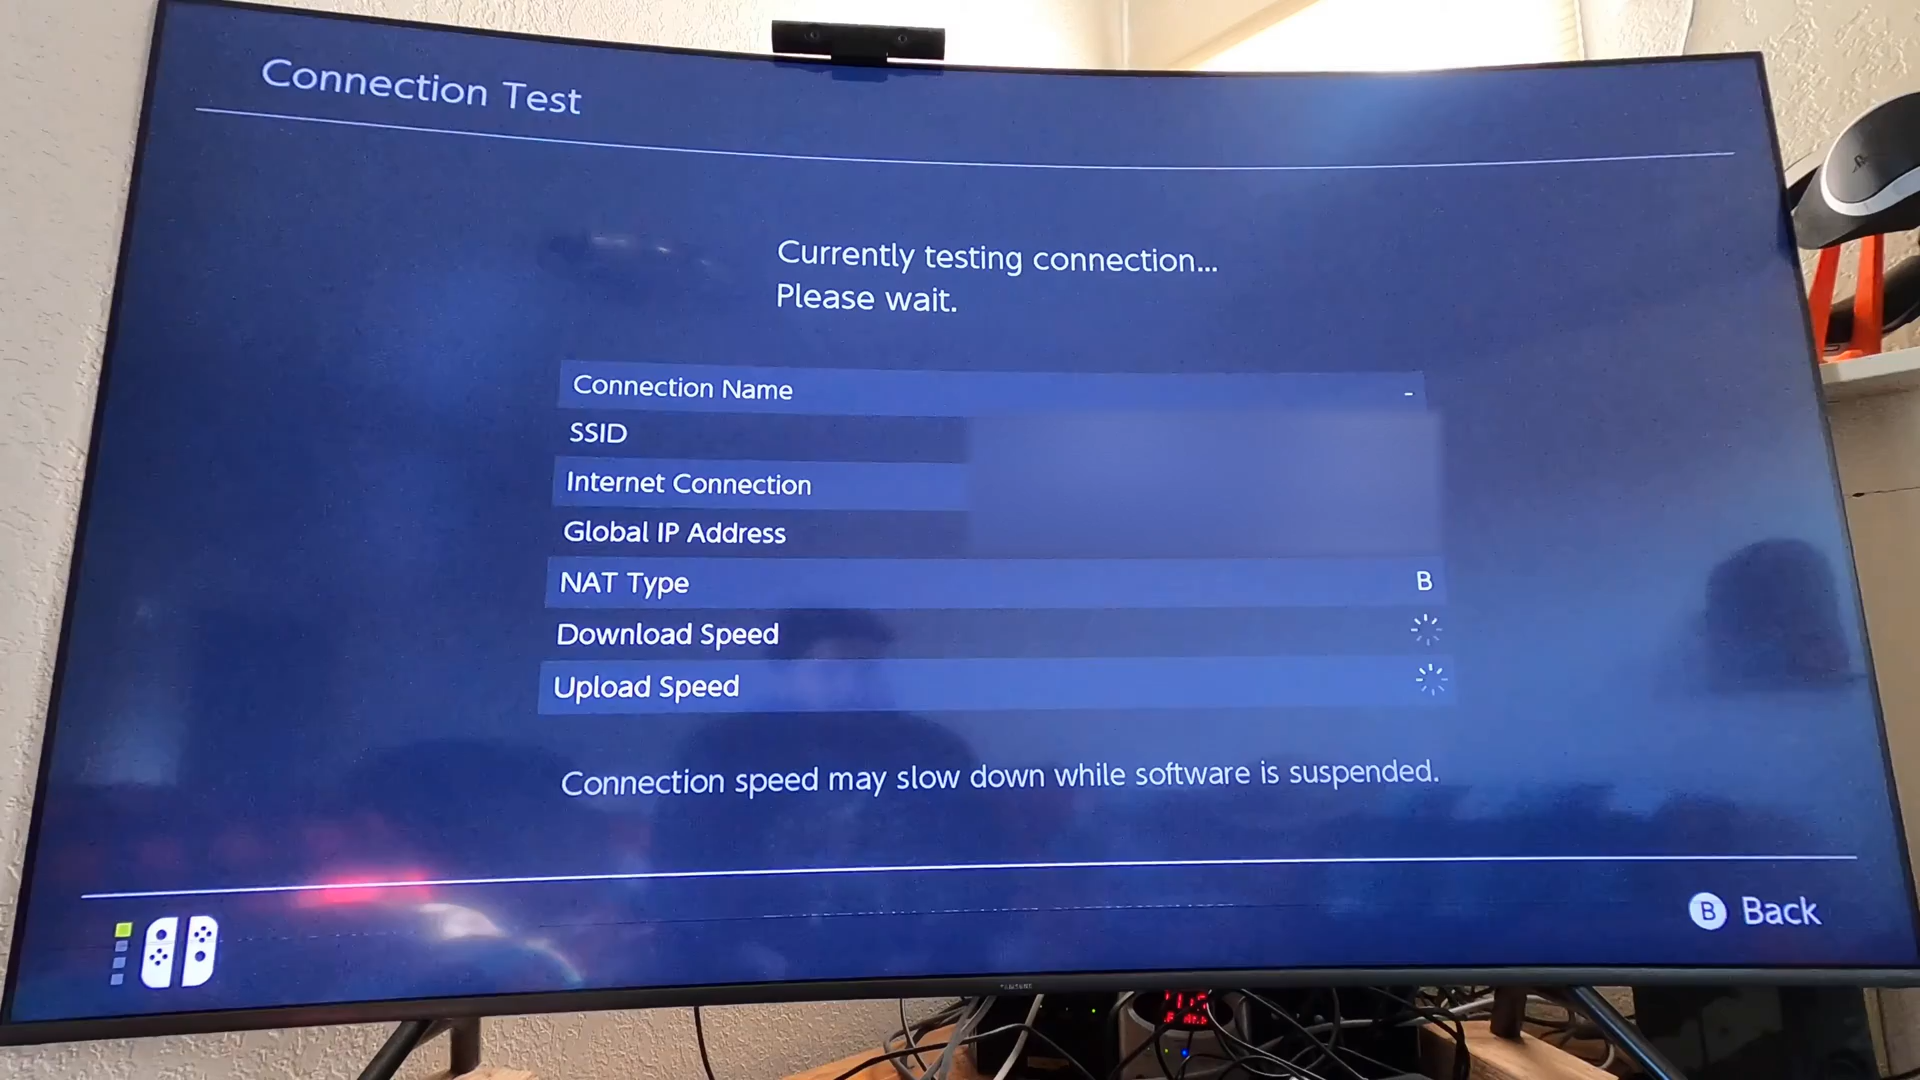 Connection Test
Currently testing connection...
Please wait.
Connection Name -
SSID
Internet Connection
Global IP Address
NAT Type B
Download Speed
Upload Speed
Connection speed may slow down while software is suspended.
B Back
SAMSUNG